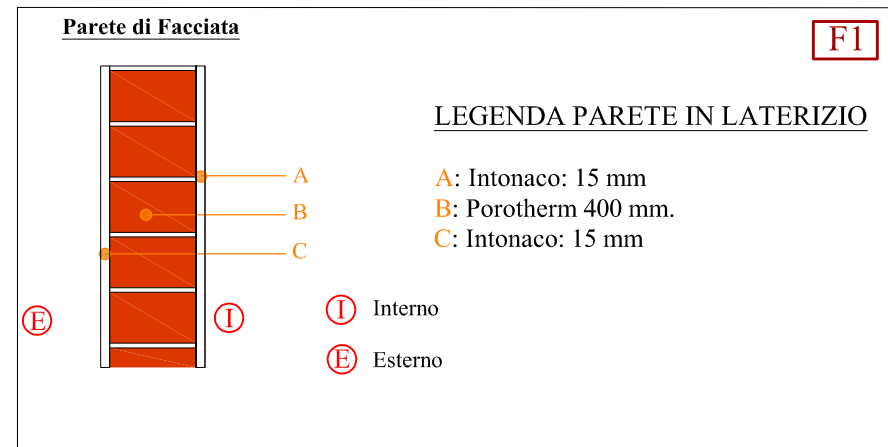 Parete di Facciata
F1
LEGENDA PARETE IN LATERIZIO
A
B
C
A: Intonaco: 15 mm
B: Porotherm 400 mm.
C: Intonaco: 15 mm
E
I
I Interno
E Esterno